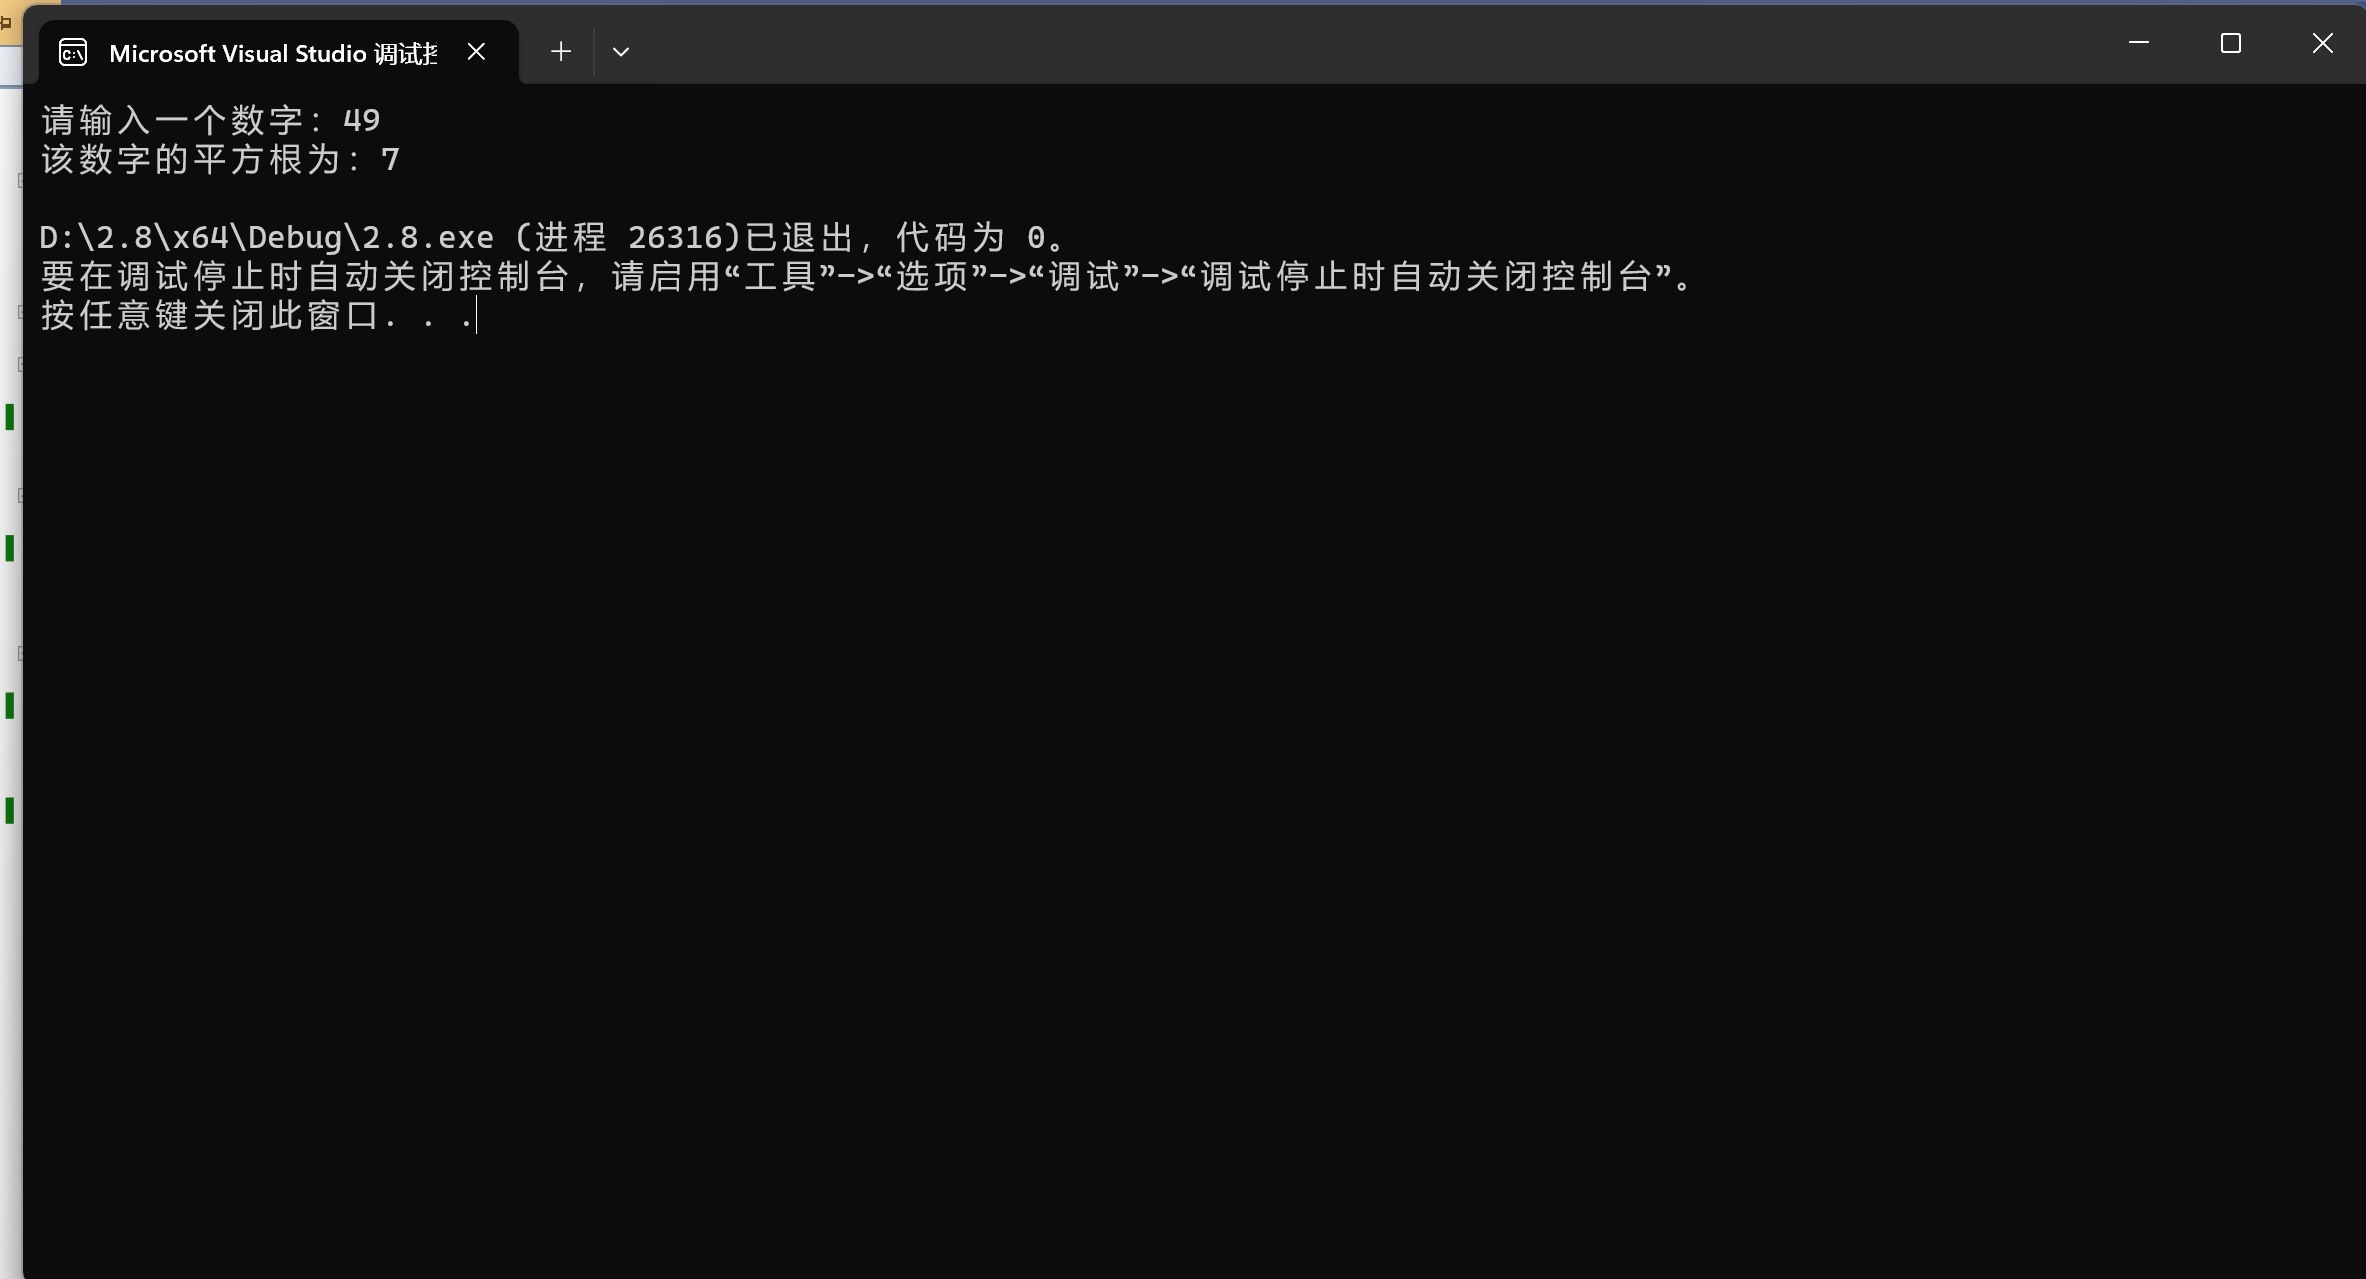 Microsoft Visual Studio 调试
请输入一个数字：49
该数字的平方根为：7
D:\2.8\x64\Debug\2.8.exe (进程 26316)已退出，代码为 0。
要在调试停止时自动关闭控制台，请启用“工具”->“选项”->“调试”->“调试停止时自动关闭控制台”。
按任意键关闭此窗口. . .